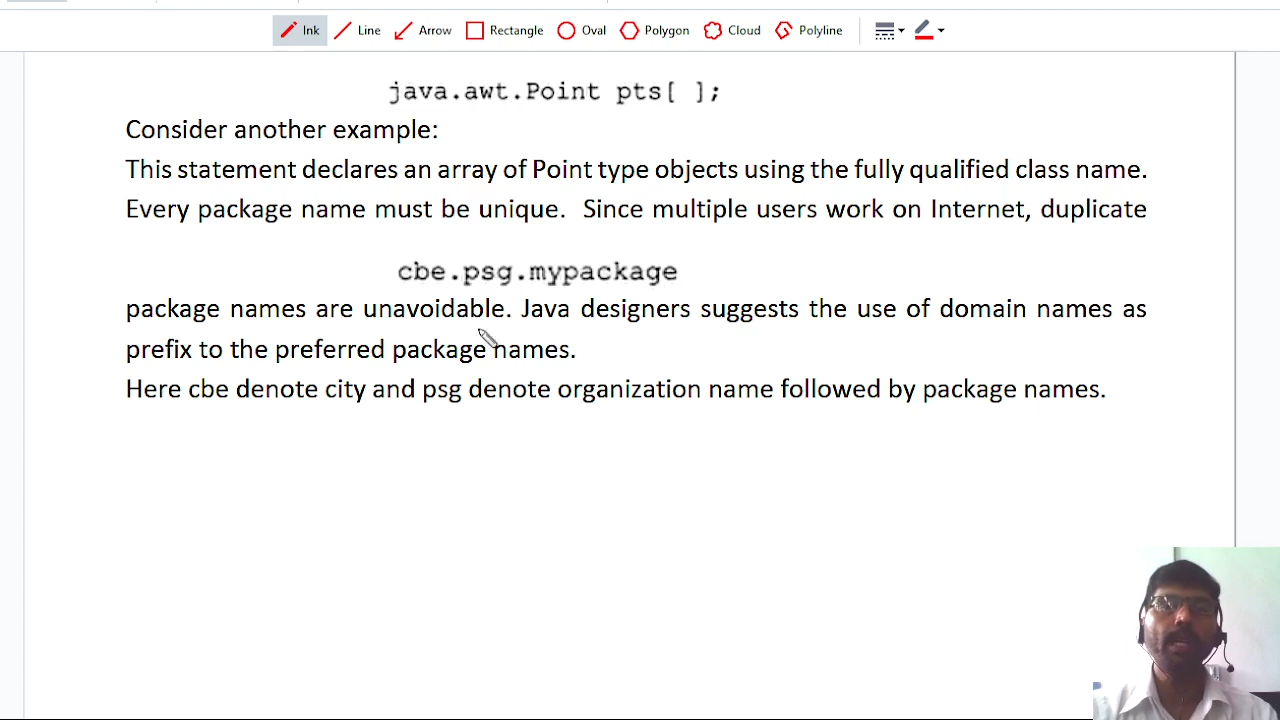 Ink Line Arrow Rectangle Oval Polygon Cloud Polyline
java.awt.Point pts[ ];
Consider another example:
This statement declares an array of Point type objects using the fully qualified class name.
Every package name must be unique. Since multiple users work on Internet, duplicate
cbe.psg.mypackage
package names are unavoidable. Java designers suggests the use of domain names as
prefix to the preferred package names.
Here cbe denote city and psg denote organization name followed by package names.